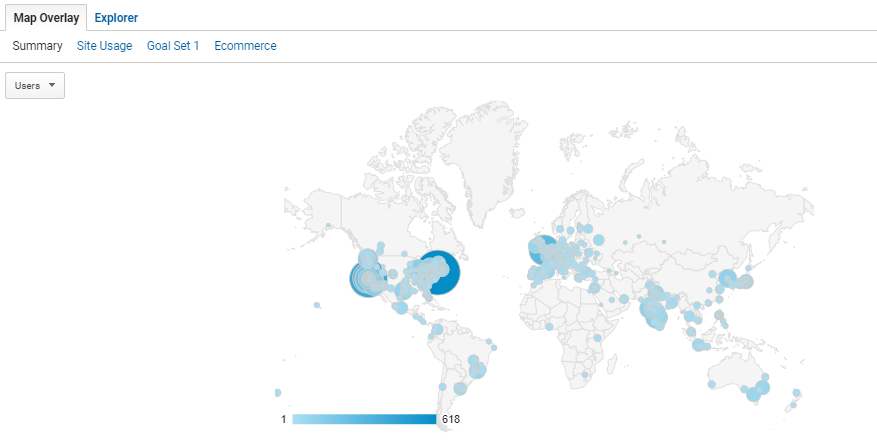 Map Overlay Explorer
Summary Site Usage Goal Set 1 Ecommerce
Users
1 618